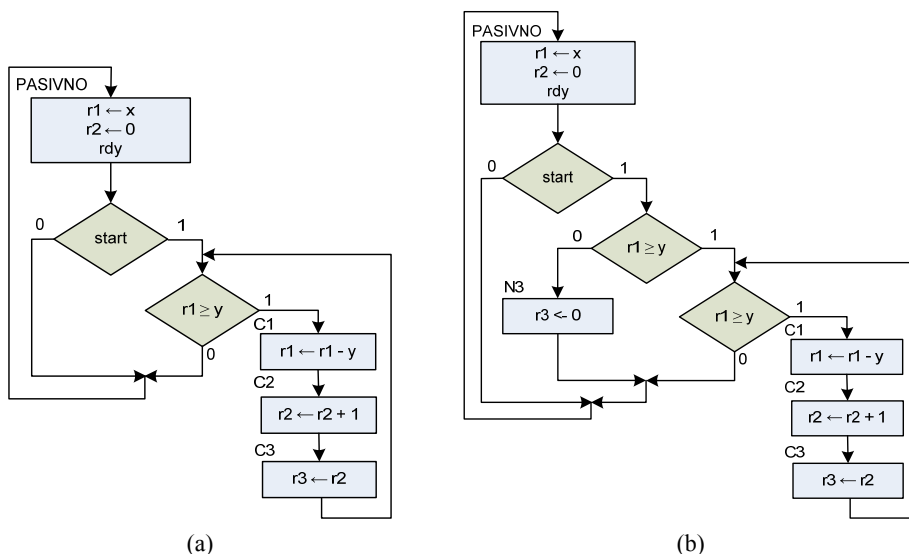 PASIVNO
r1 ← x
r2 ← 0
rdy
0
start
1
r1 ≥ y
1
0
C1
r1 ← r1 - y
C2
r2 ← r2 + 1
C3
r3 ← r2
(a)
PASIVNO
r1 ← x
r2 ← 0
rdy
0
start
1
0
r1 ≥ y
1
N3
r3 <- 0
r1 ≥ y
1
0
C1
r1 ← r1 - y
C2
r2 ← r2 + 1
C3
r3 ← r2
(b)